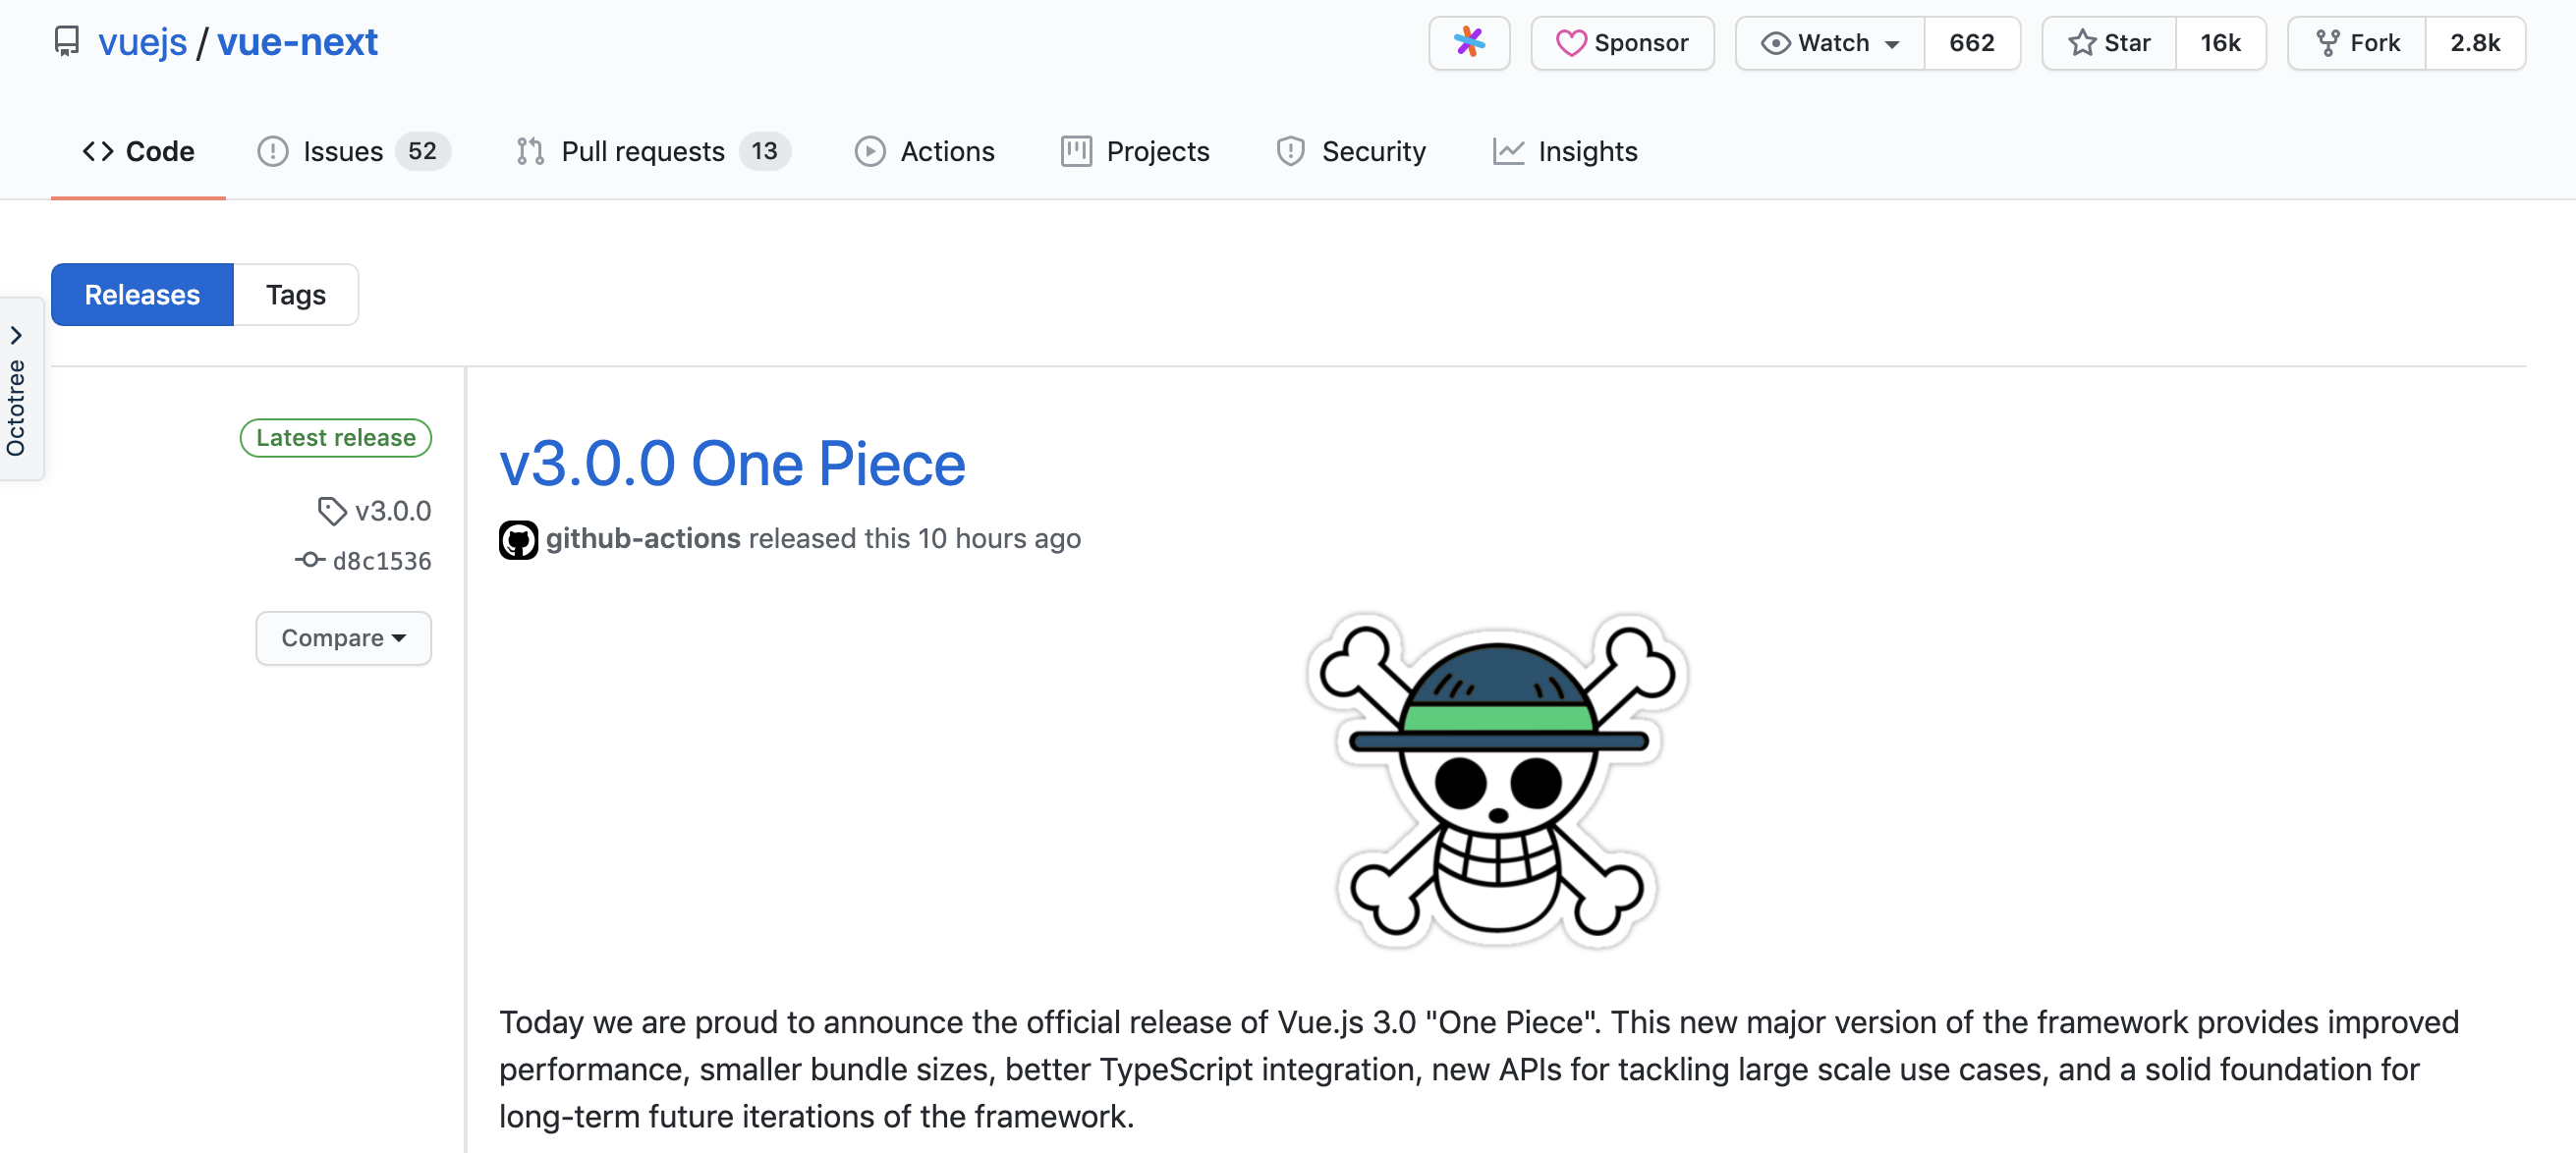 vuejs / vue-next
Sponsor
Watch 662
Star 16k
Fork 2.8k
Code
Issues 52
Pull requests 13
Actions
Projects
Security
Insights
Releases
Tags
Octotree
Latest release
v3.0.0
d8c1536
Compare
v3.0.0 One Piece
github-actions released this 10 hours ago
Today we are proud to announce the official release of Vue.js 3.0 "One Piece". This new major version of the framework provides improved
performance, smaller bundle sizes, better TypeScript integration, new APIs for tackling large scale use cases, and a solid foundation for
long-term future iterations of the framework.